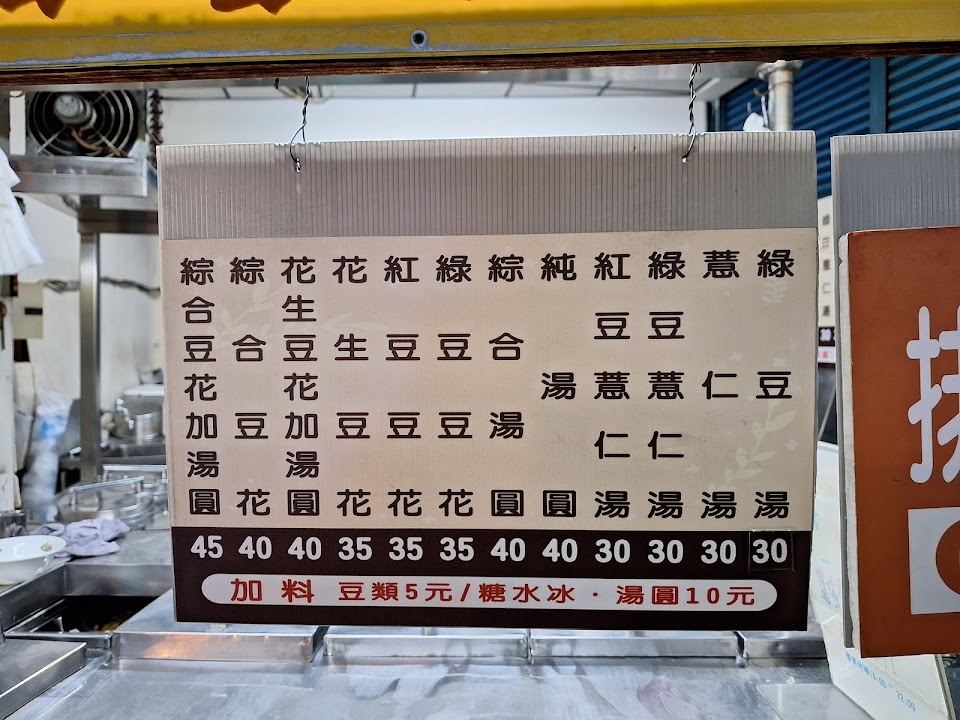 綠豆湯 30
薏仁湯 30
綠豆薏仁湯 30
紅豆薏仁湯 30
純湯圓 40
綜合湯圓 40
綠豆豆花 35
紅豆豆花 35
花生豆花 35
花生豆花加湯圓 40
綜合豆花 40
綜合豆花加湯圓 45
加料 豆類5元/糖水冰·湯圓10元